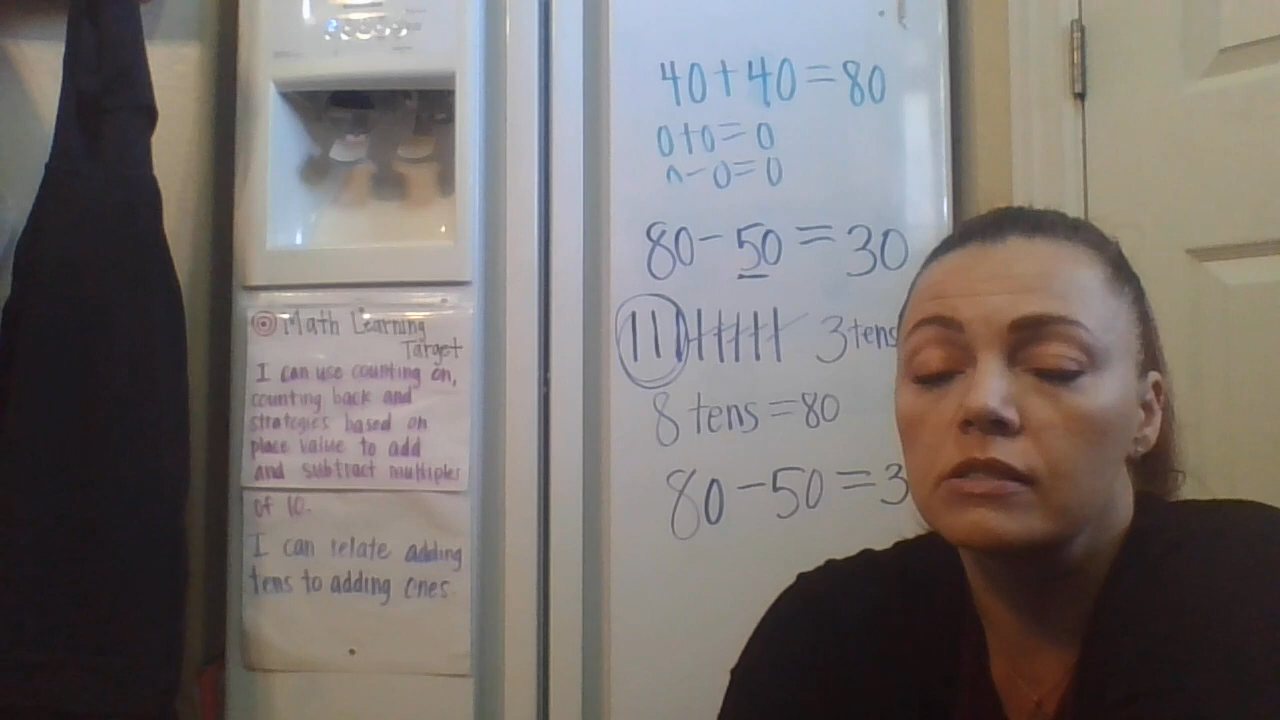 Math Learning
Target
I can use counting on,
counting back and
strategies based on
place value to add
and subtract multiples
of 10.
I can relate adding
tens to adding ones
40+40=80
0+0=0
0=0
80-50=30
3 tens
8 tens=80
80-50=3